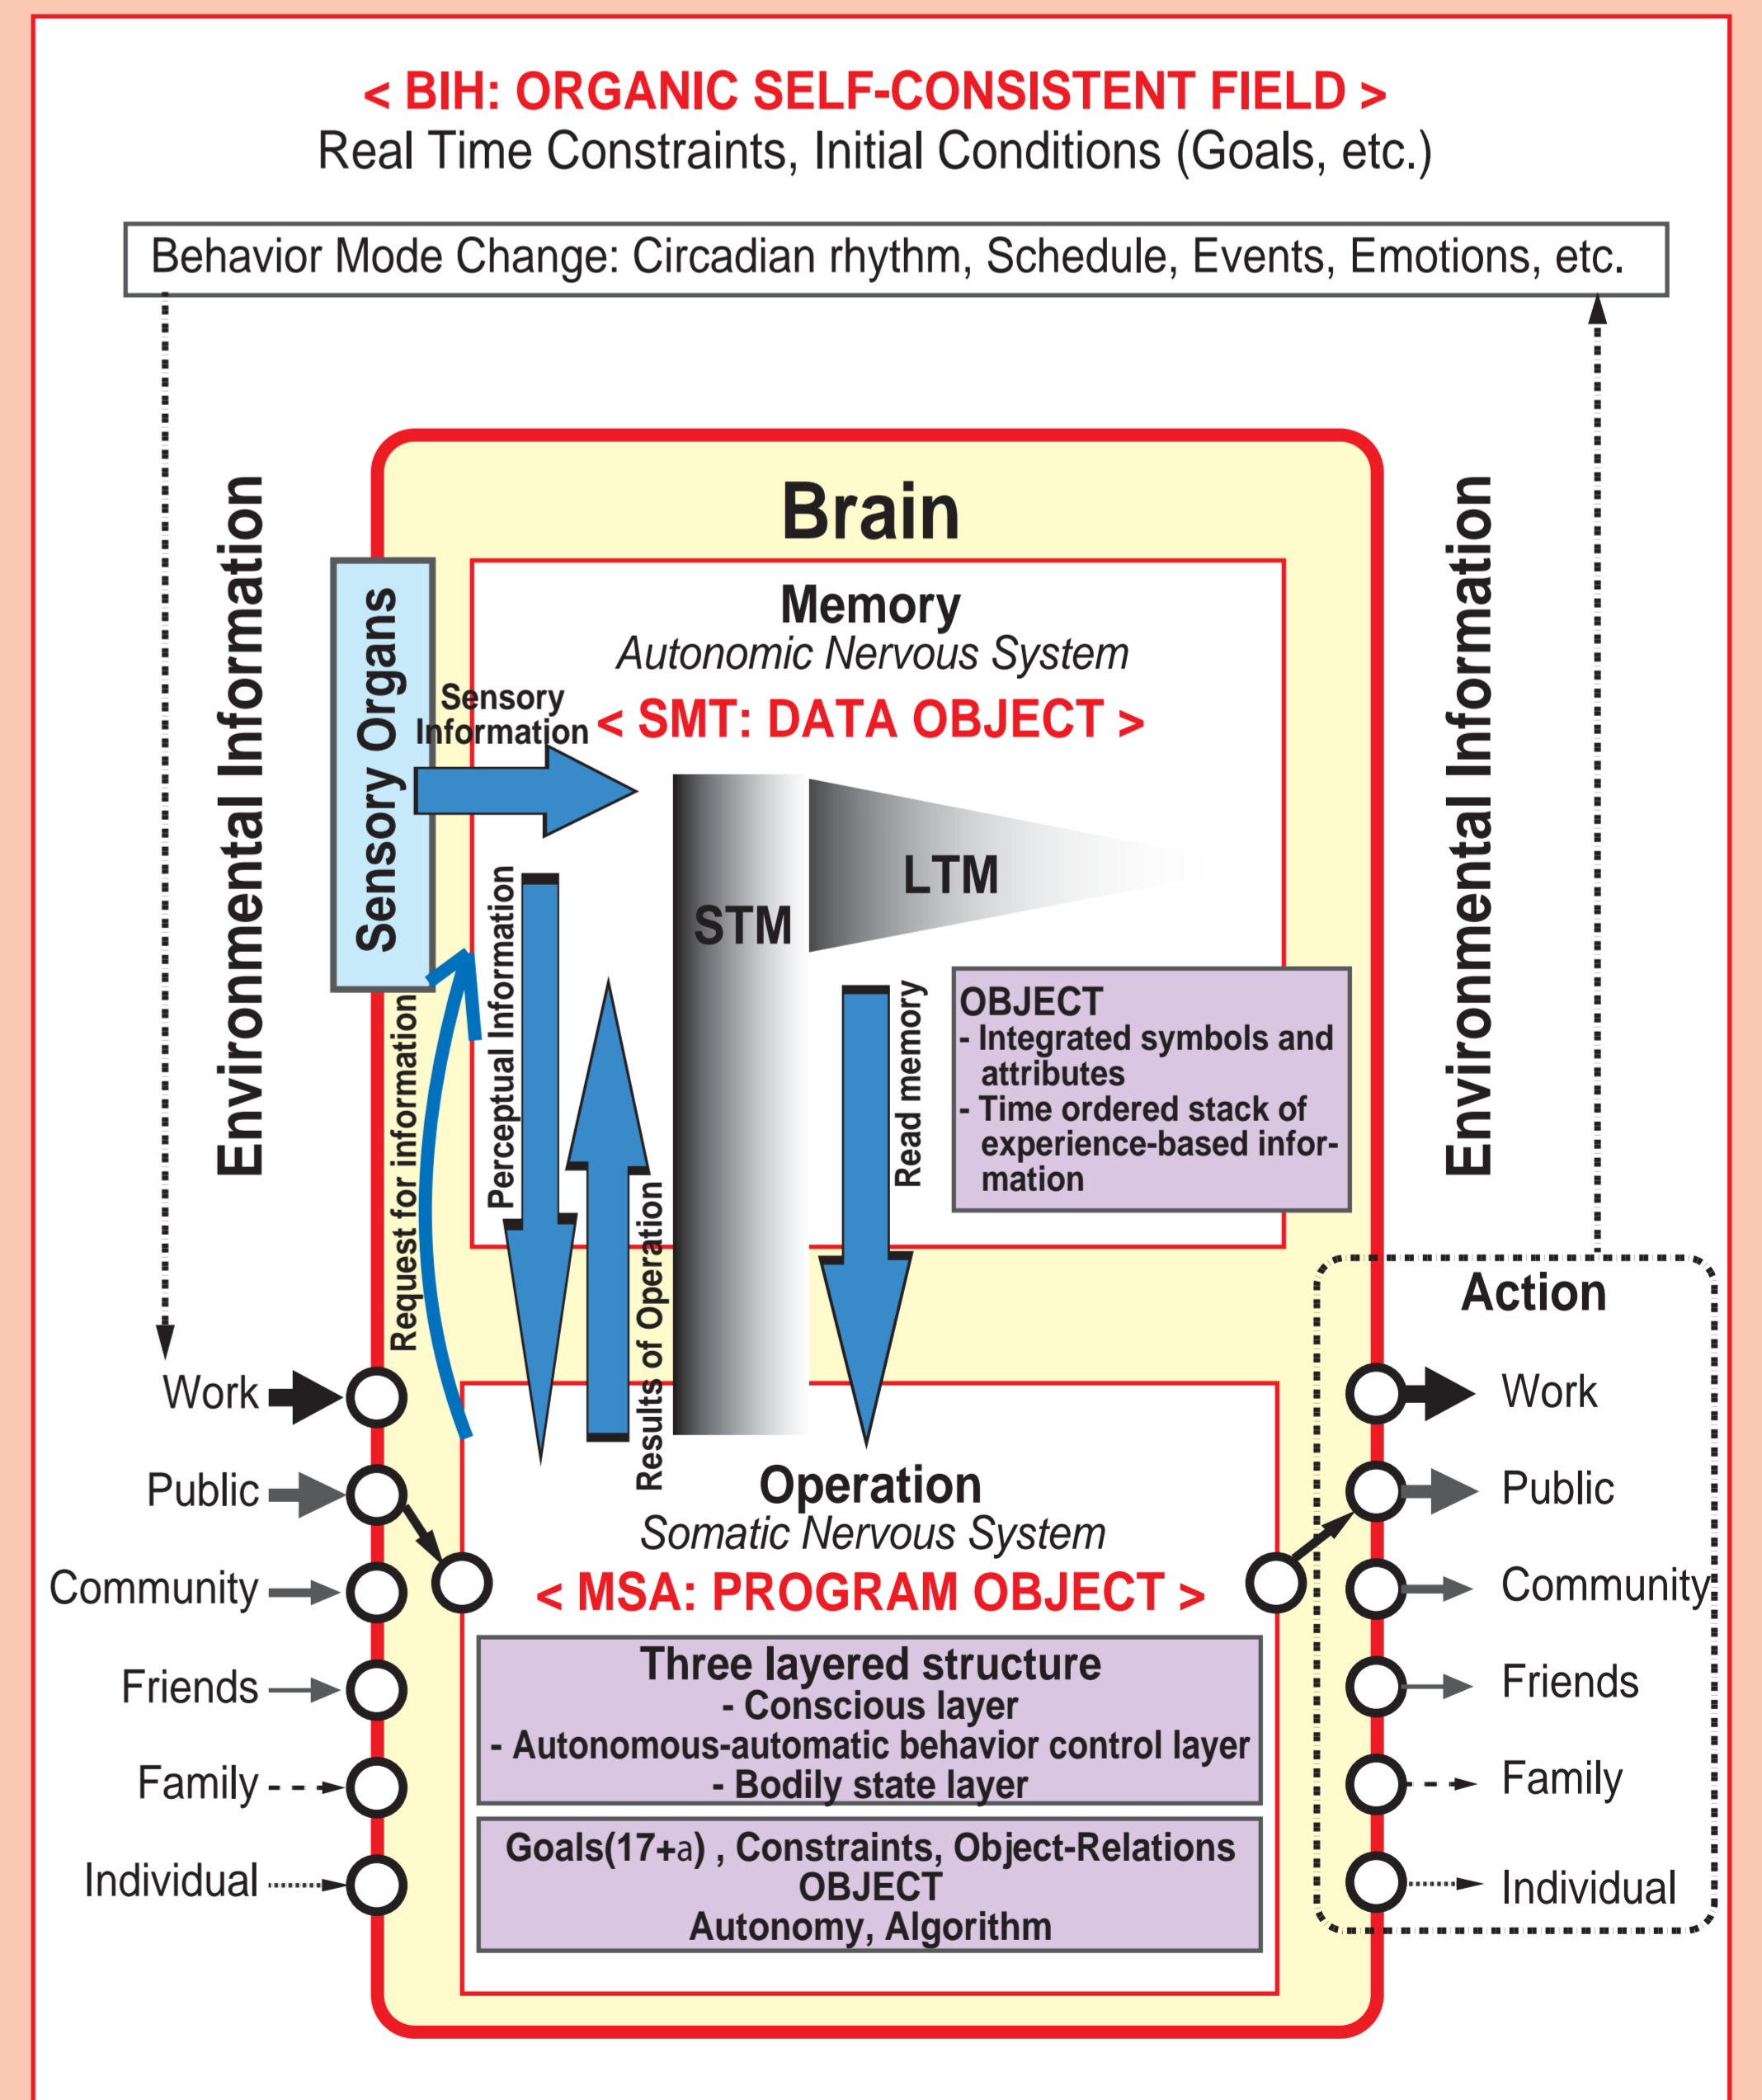 < BIH: ORGANIC SELF-CONSISTENT FIELD >
Real Time Constraints, Initial Conditions (Goals, etc.)
Behavior Mode Change: Circadian rhythm, Schedule, Events, Emotions, etc.
Environmental Information
Brain
Sensory Organs
Memory
Autonomic Nervous System
< SMT: DATA OBJECT >
Sensory
Information
STM
LTM
Perceptual Information
Request for information
Results of Operation
Read memory
OBJECT
- Integrated symbols and
attributes
- Time ordered stack of
experience-based infor-
mation
Environmental Information
Work
Public
Community
Friends
Family
Individual
Operation
Somatic Nervous System
< MSA: PROGRAM OBJECT >
Three layered structure
- Conscious layer
- Autonomous-automatic behavior control layer
- Bodily state layer
Goals(17+a) , Constraints, Object-Relations
OBJECT
Autonomy, Algorithm
Action
Work
Public
Community
Friends
Family
Individual